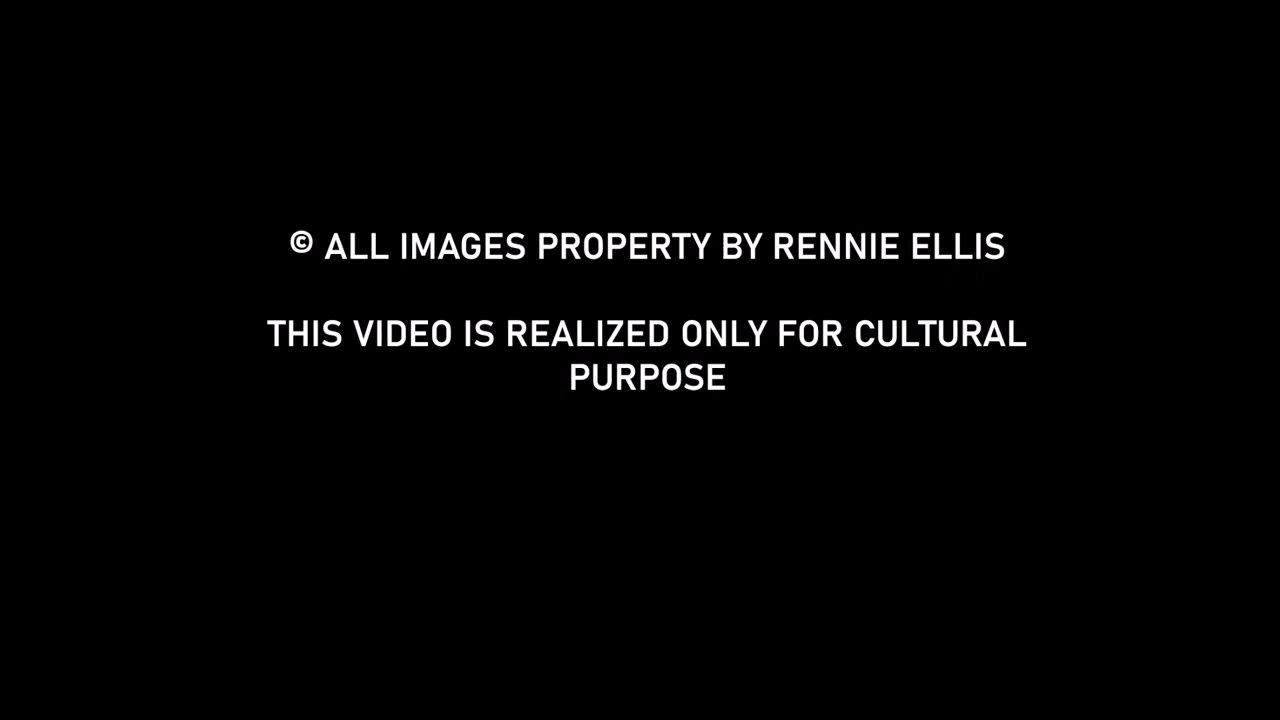 © ALL IMAGES PROPERTY BY RENNIE ELLIS
THIS VIDEO IS REALIZED ONLY FOR CULTURAL
PURPOSE